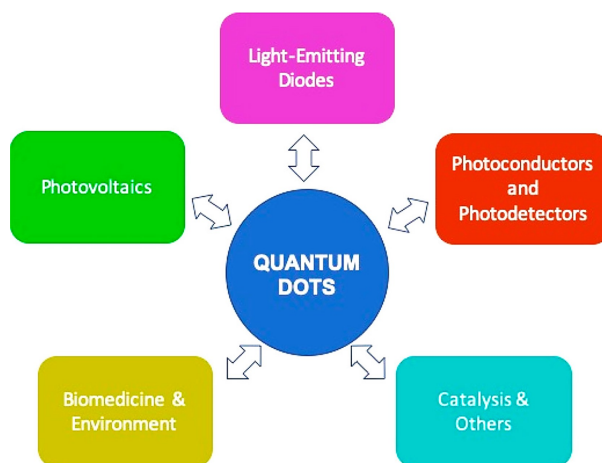 Light-Emitting
Diodes
Photovoltaics
Photoconductors
and
Photodetectors
QUANTUM
DOTS
Biomedicine &
Environment
Catalysis &
Others